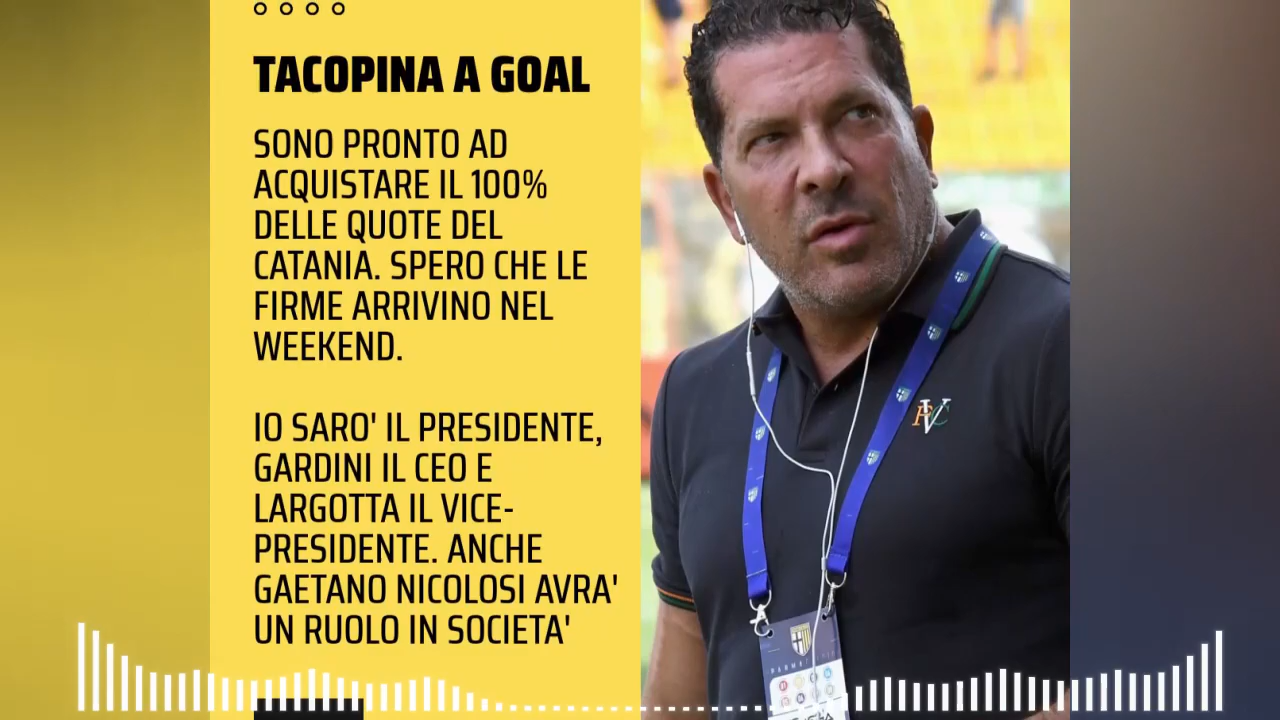 TACOPINA A GOAL
SONO PRONTO AD
ACQUISTARE IL 100%
DELLE QUOTE DEL
CATANIA. SPERO CHE LE
FIRME ARRIVINO NEL
WEEKEND.
IO SARO' IL PRESIDENTE,
GARDINI IL CEO E
LARGOTTA IL VICE-
PRESIDENTE. ANCHE
GAETANO NICOLOSI AVRA'
UN RUOLO IN SOCIETA'